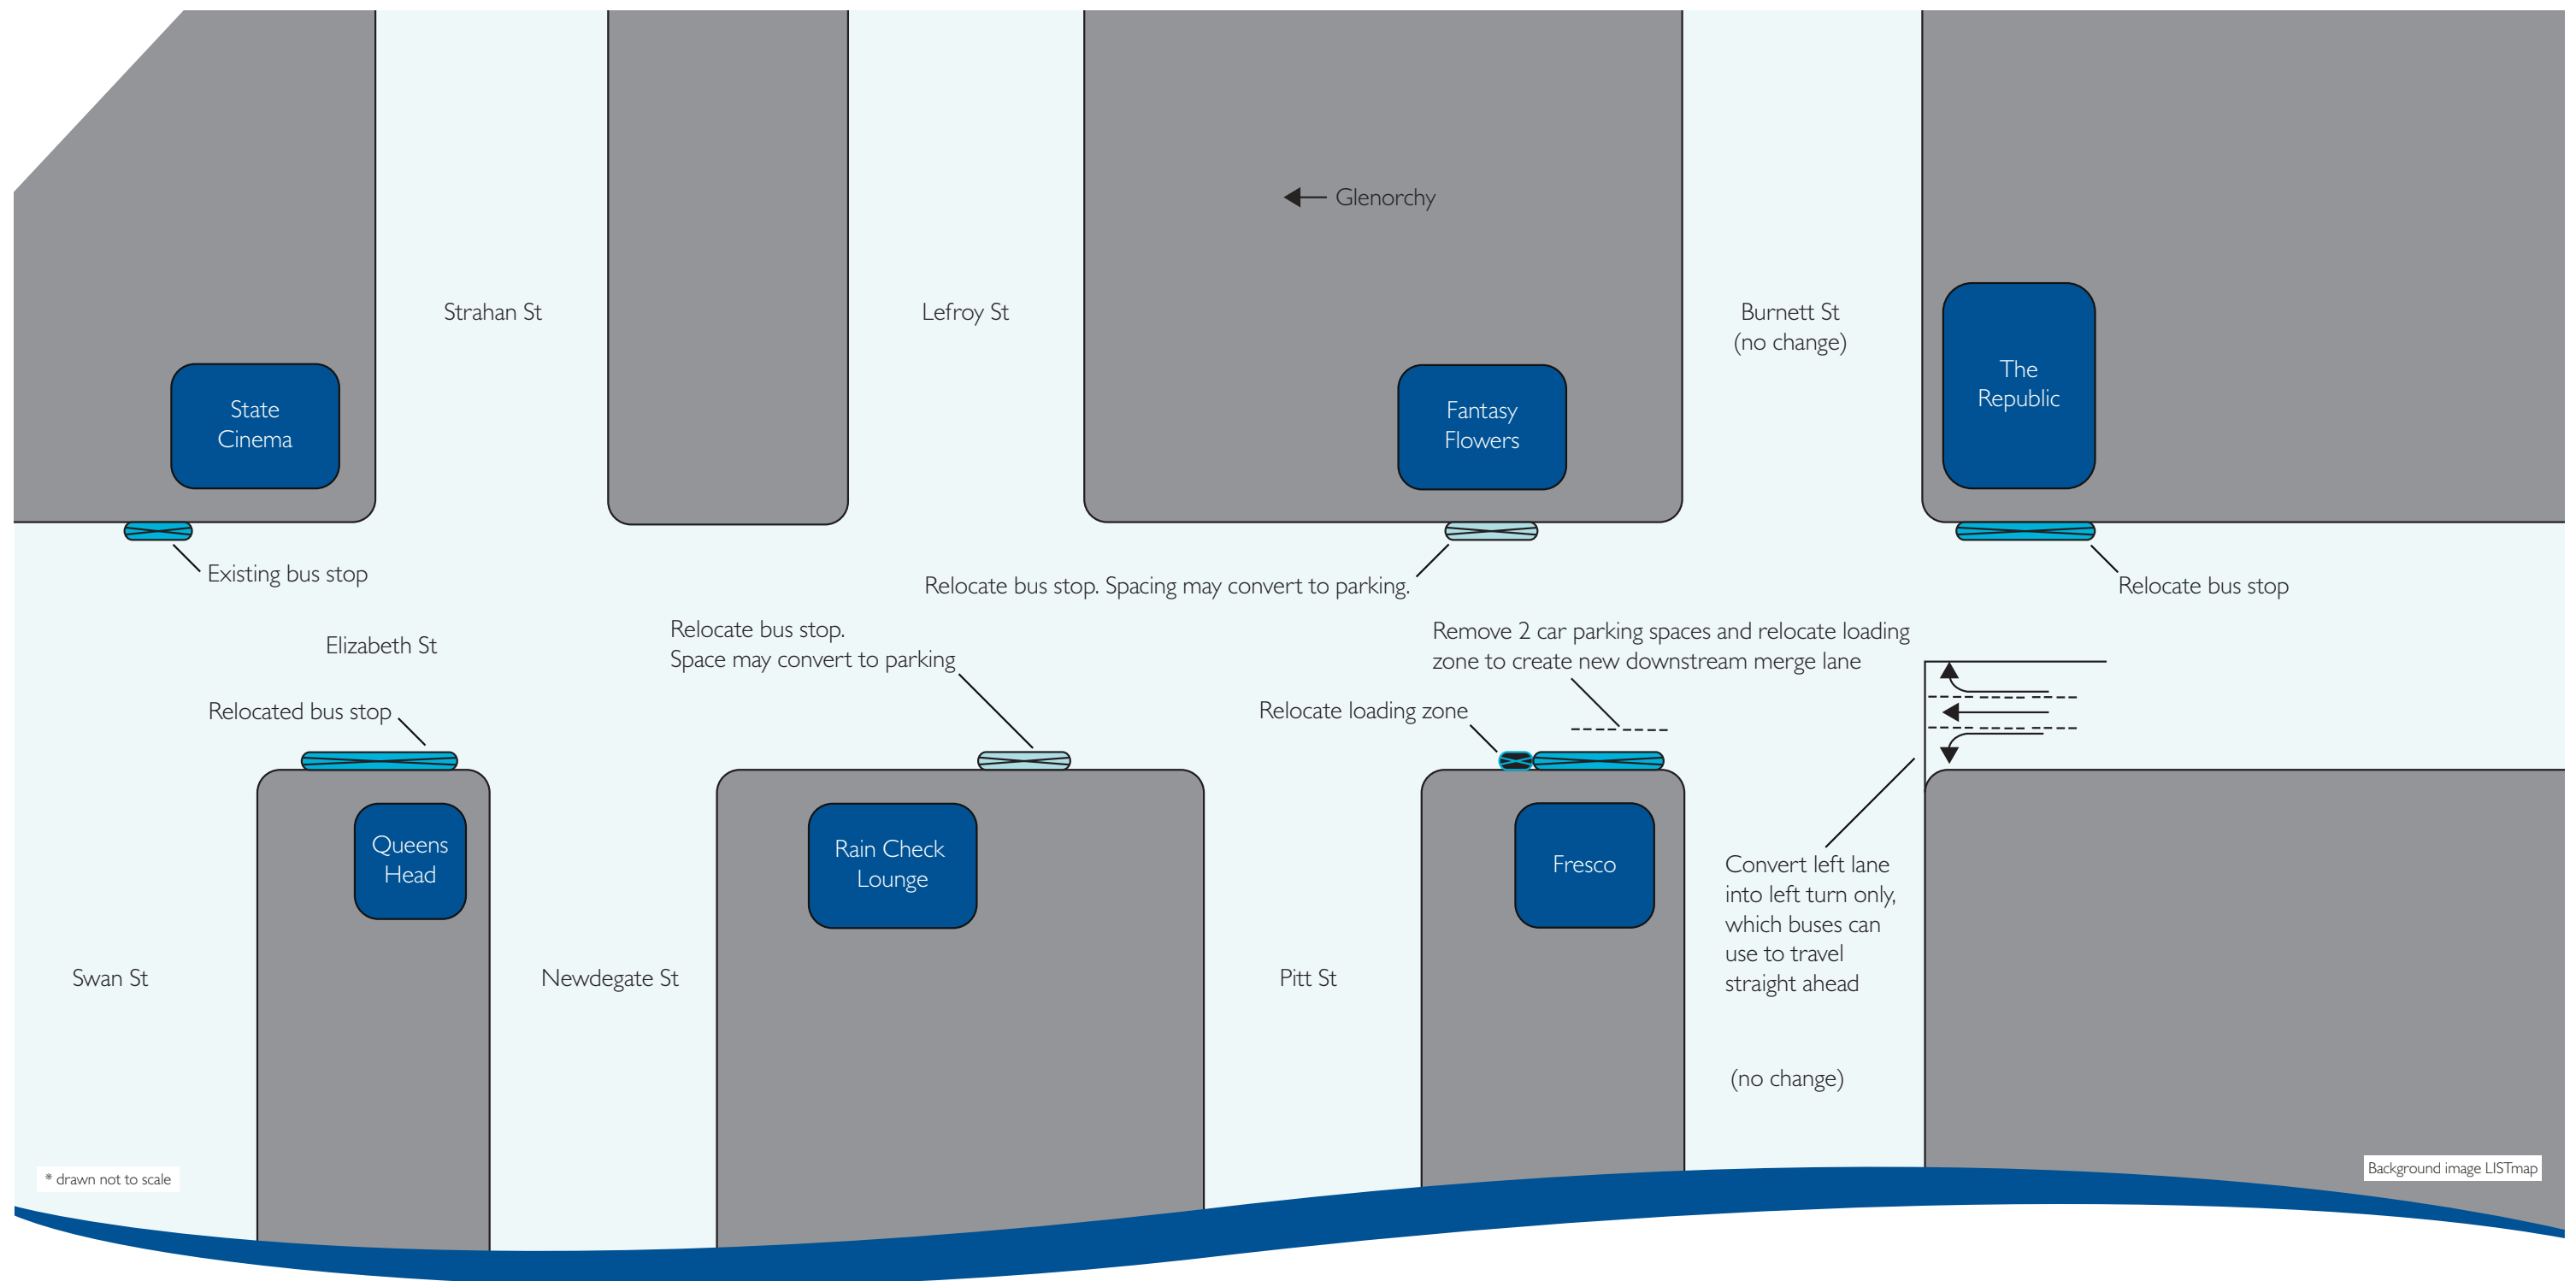 Glenorchy
Strahan St
Lefroy St
Burnett St
(no change)
The
Republic
State
Cinema
Fantasy
Flowers
Existing bus stop
Relocate bus stop. Spacing may convert to parking.
Relocate bus stop
Elizabeth St
Relocate bus stop.
Space may convert to parking
Remove 2 car parking spaces and relocate loading
zone to create new downstream merge lane
Relocated bus stop
Relocate loading zone
Queens
Head
Rain Check
Lounge
Fresco
Convert left lane
into left turn only,
which buses can
use to travel
straight ahead
Swan St
Newdegate St
Pitt St
(no change)
* drawn not to scale
Background image LISTmap